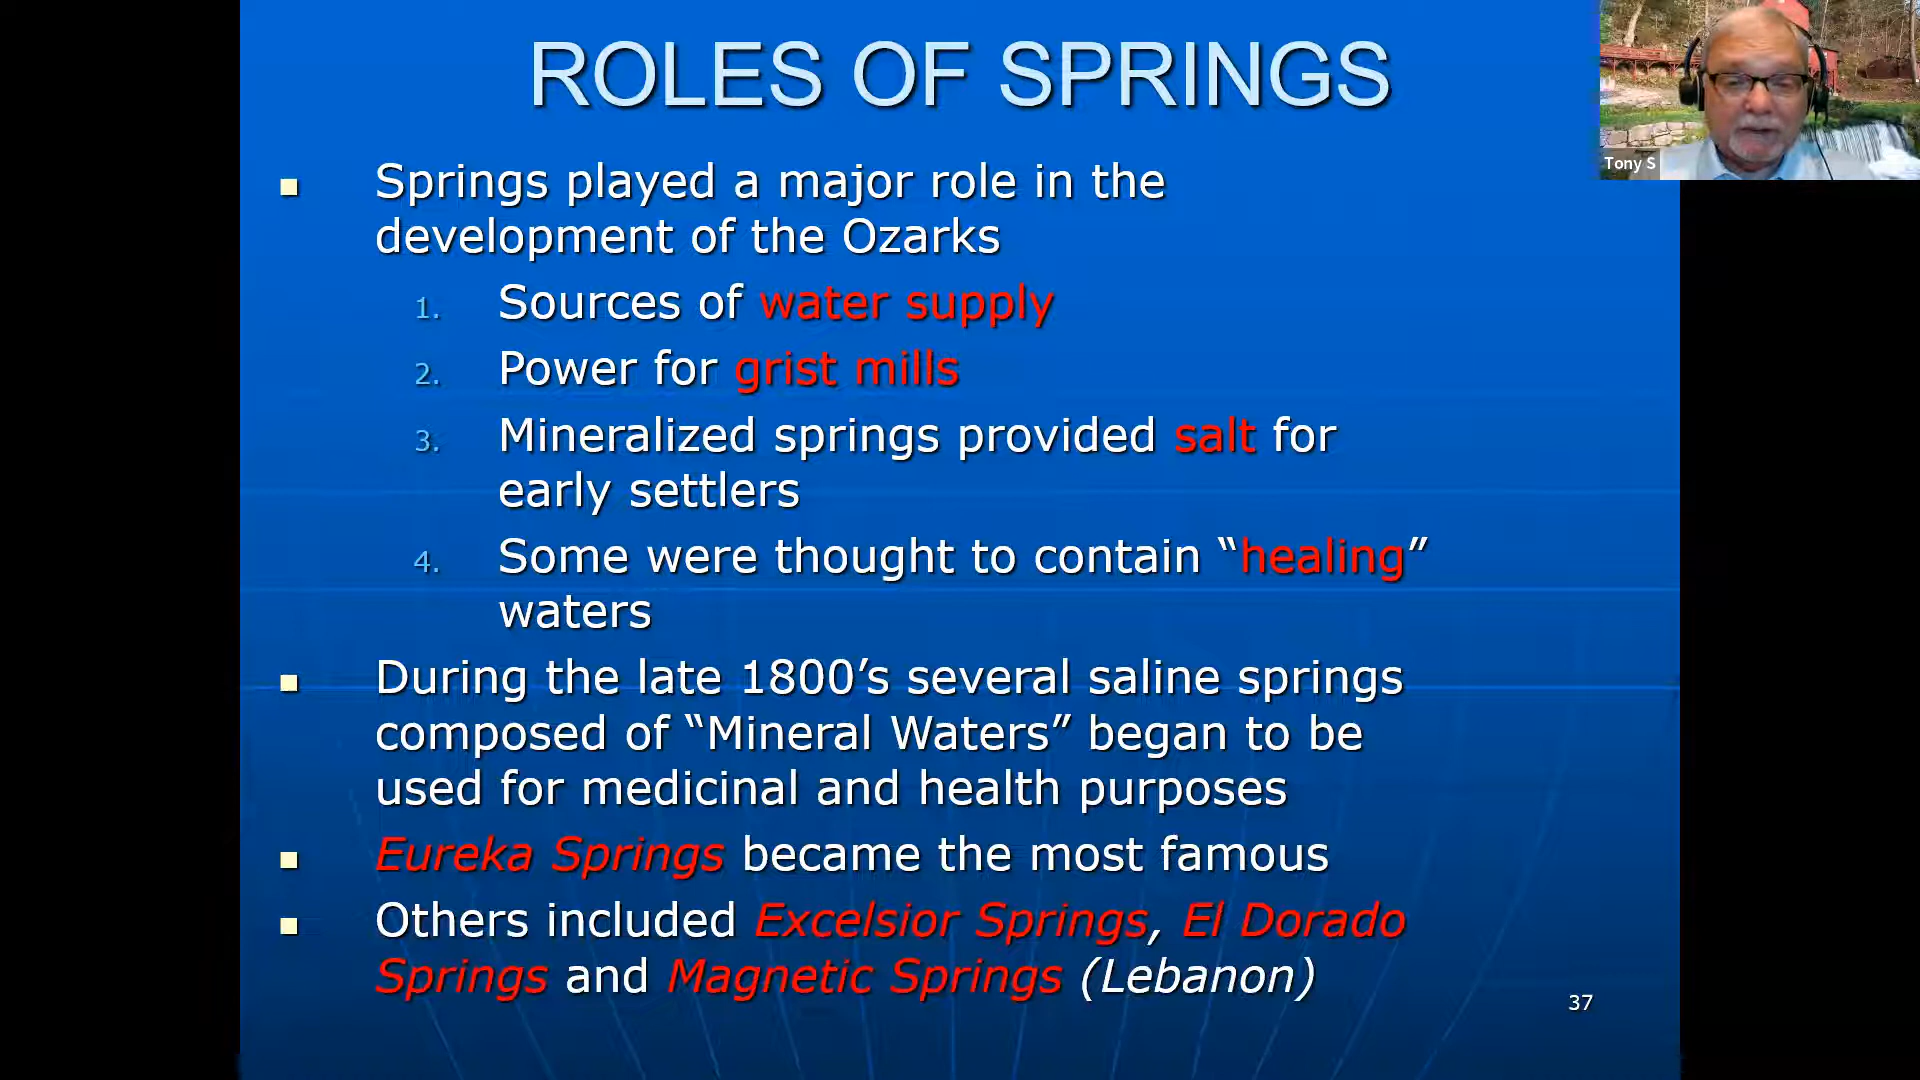 ROLES OF SPRINGS
Tony S
Springs played a major role in the
development of the Ozarks
1. Sources of water supply
2. Power for grist mills
3. Mineralized springs provided salt for
early settlers
4. Some were thought to contain “healing”
waters
During the late 1800’s several saline springs
composed of “Mineral Waters” began to be
used for medicinal and health purposes
Eureka Springs became the most famous
Others included Excelsior Springs, El Dorado
Springs and Magnetic Springs (Lebanon)
37